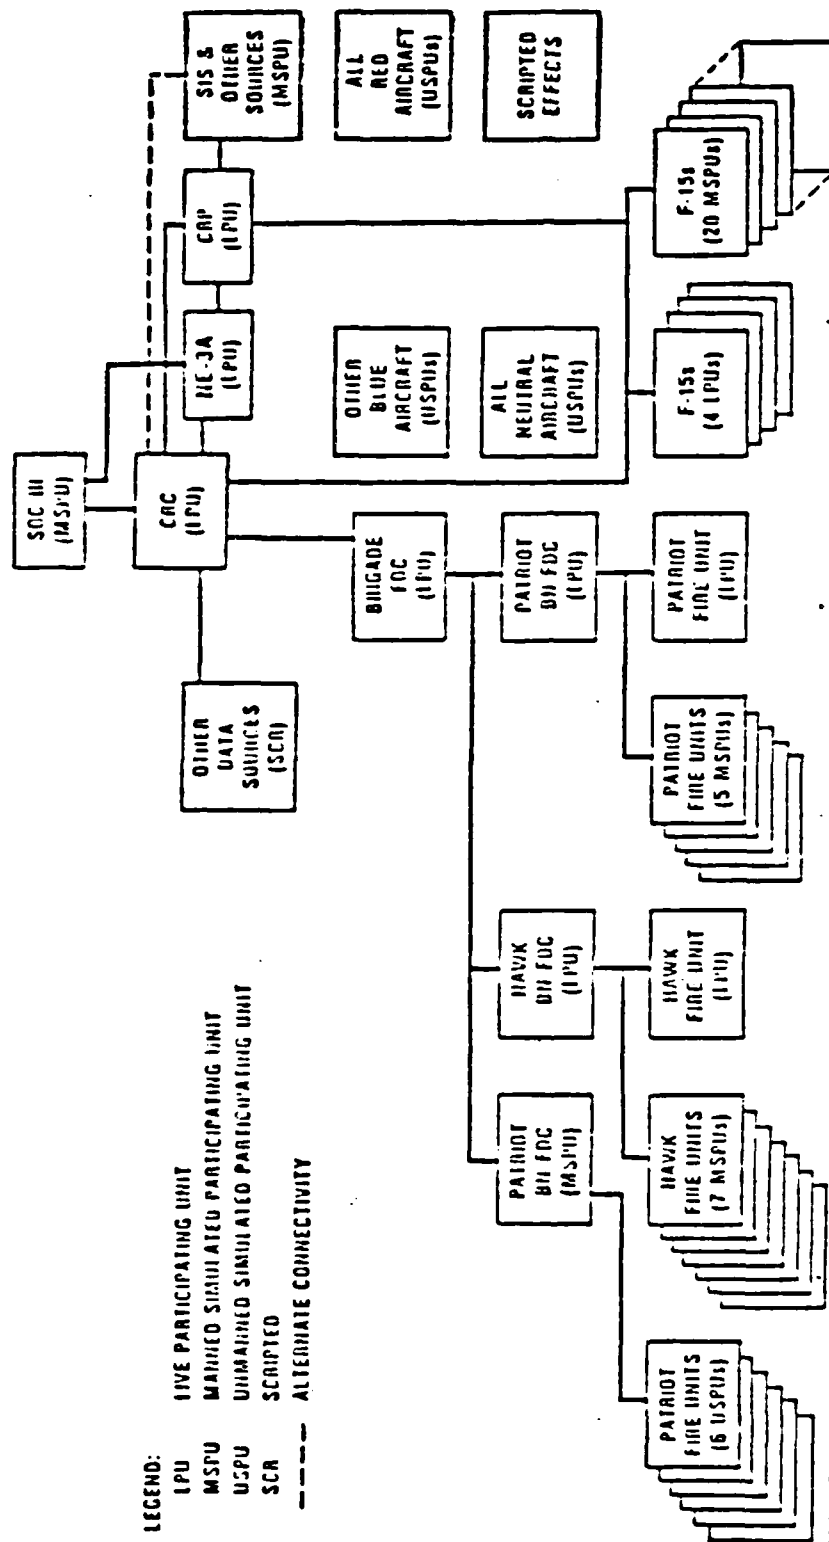 LEGEND:
LPU LIVE PARTICIPATING UNIT
MSPU MANNED SIMULATED PARTICIPATING UNIT
USPU UNMANNED SIMULATED PARTICIPATING UNIT
SCR SCRIPTED
ALTERNATE CONNECTIVITY
SOC III
(MSPU)
OTHER
DATA
SOURCES
(SCR)
CRC
(LPU)
NE-3A
(LPU)
CRP
(LPU)
SIS &
OTHER
SOURCES
(MSPU)
BRIGADE
FDC
(LPU)
OTHER
BLUE
AIRCRAFT
(USPUs)
ALL
RED
AIRCRAFT
(USPUs)
PATRIOT
BN FDC
(MSPU)
HAWK
BN FDC
(LPU)
PATRIOT
BN FDC
(LPU)
ALL
NEUTRAL
AIRCRAFT
(USPUs)
SCRIPTED
EFFECTS
PATRIOT
FIRE UNITS
(6 USPUs)
HAWK
FIRE UNITS
(7 MSPUs)
HAWK
FIRE UNIT
(LPU)
PATRIOT
FIRE UNITS
(5 MSPUs)
PATRIOT
FIRE UNIT
(LPU)
F-15s
(4 LPUs)
F-15s
(20 MSPUs)